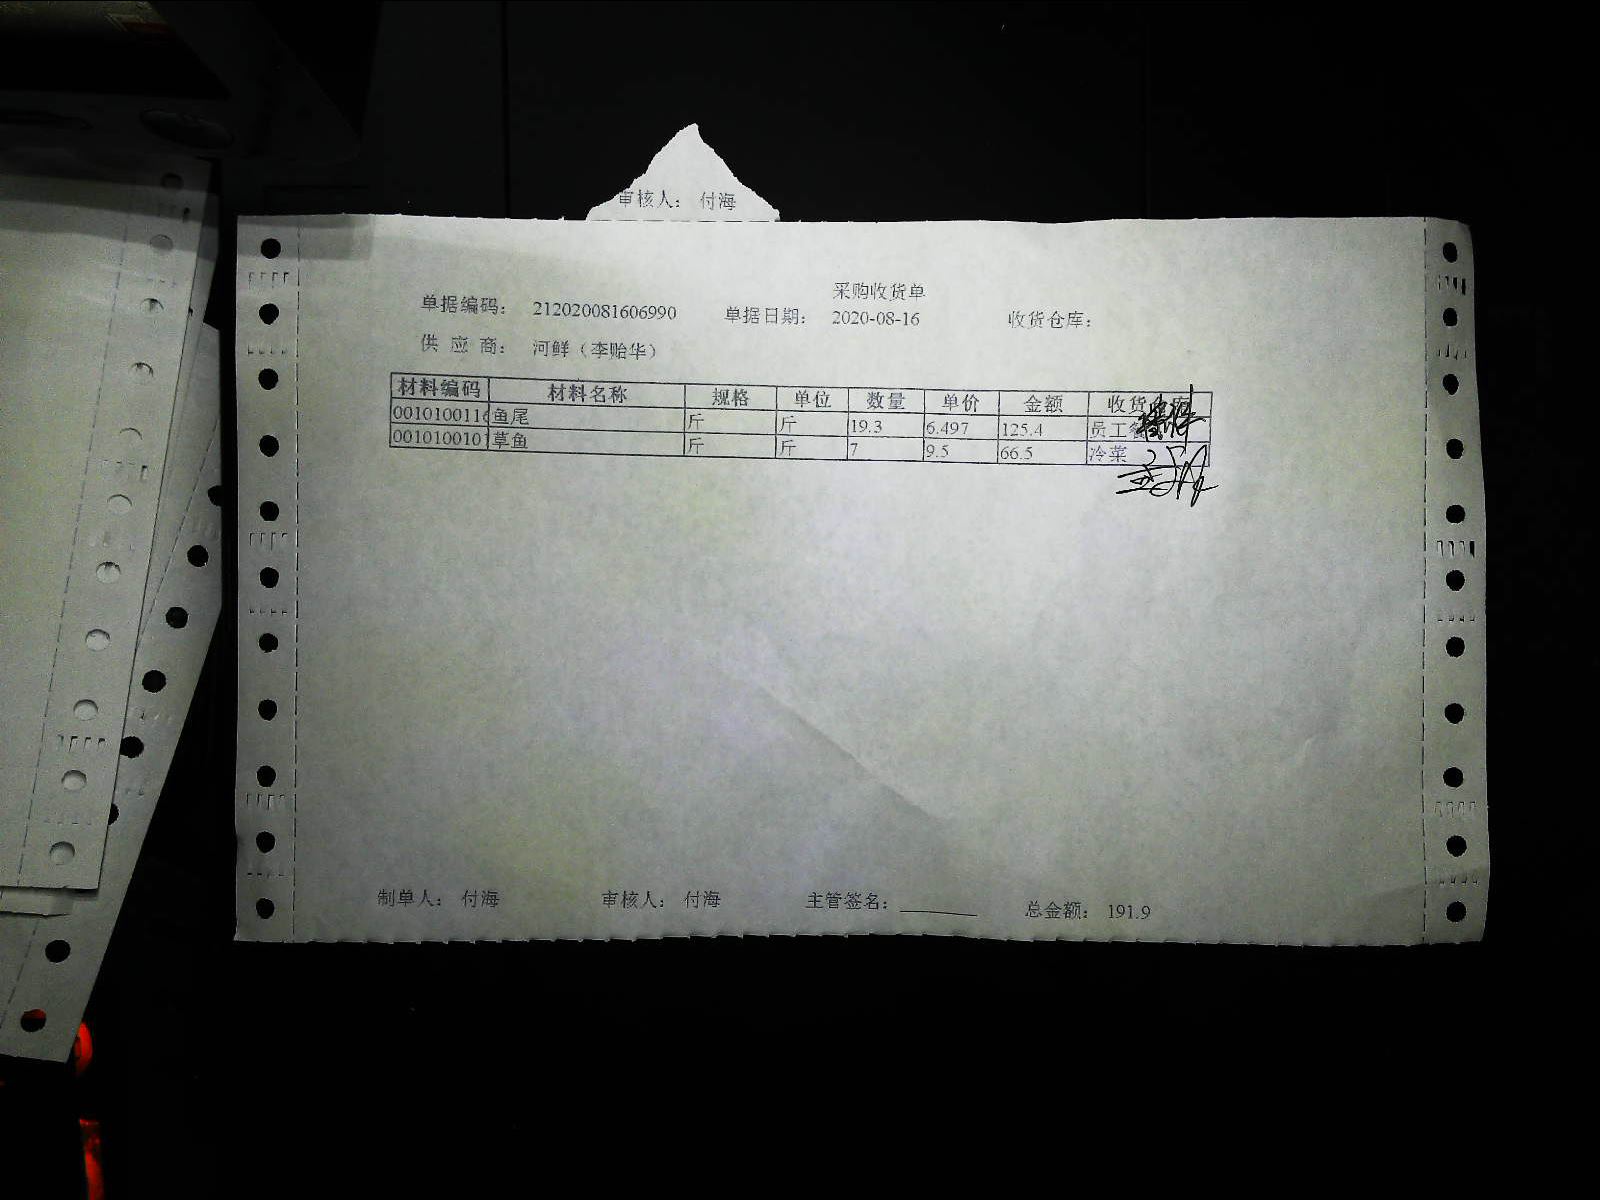 审核人： 付海
采购收货单
单据编码： 212020081606990 单据日期： 2020-08-16 收货仓库：
供 应 商： 河鲜（李贻华）
材料编码 材料名称 规格 单位 数量 单价 金额 收货
001010011 鱼尾 斤 斤 19.3 6.497 125.4 员工
001010010 草鱼 斤 斤 7 9.5 66.5 冷菜
制单人： 付海 审核人： 付海 主管签名： 总金额： 191.9